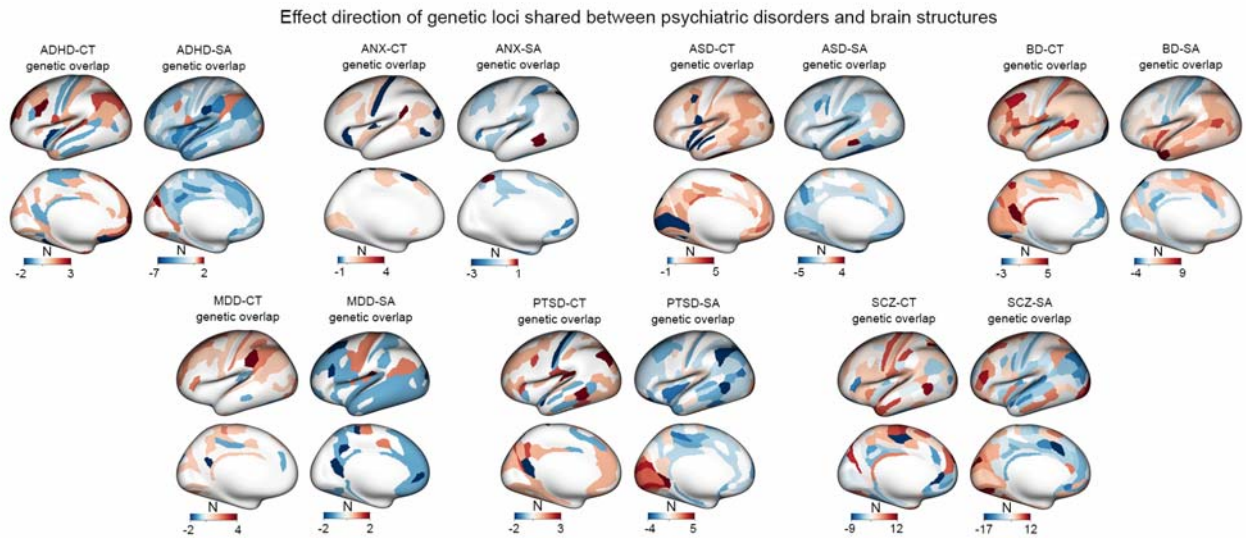 Effect direction of genetic loci shared between psychiatric disorders and brain structures
ADHD-CT genetic overlap
ADHD-SA genetic overlap
ANX-CT genetic overlap
ANX-SA genetic overlap
ASD-CT genetic overlap
ASD-SA genetic overlap
BD-CT genetic overlap
BD-SA genetic overlap
N N N N N N N N
-2 3 -7 2 -1 4 -3 1 -1 5 -5 4 -3 5 -4 9
MDD-CT genetic overlap
MDD-SA genetic overlap
PTSD-CT genetic overlap
PTSD-SA genetic overlap
SCZ-CT genetic overlap
SCZ-SA genetic overlap
N N N N N N
-2 4 -2 2 -2 3 -4 5 -9 12 -17 12